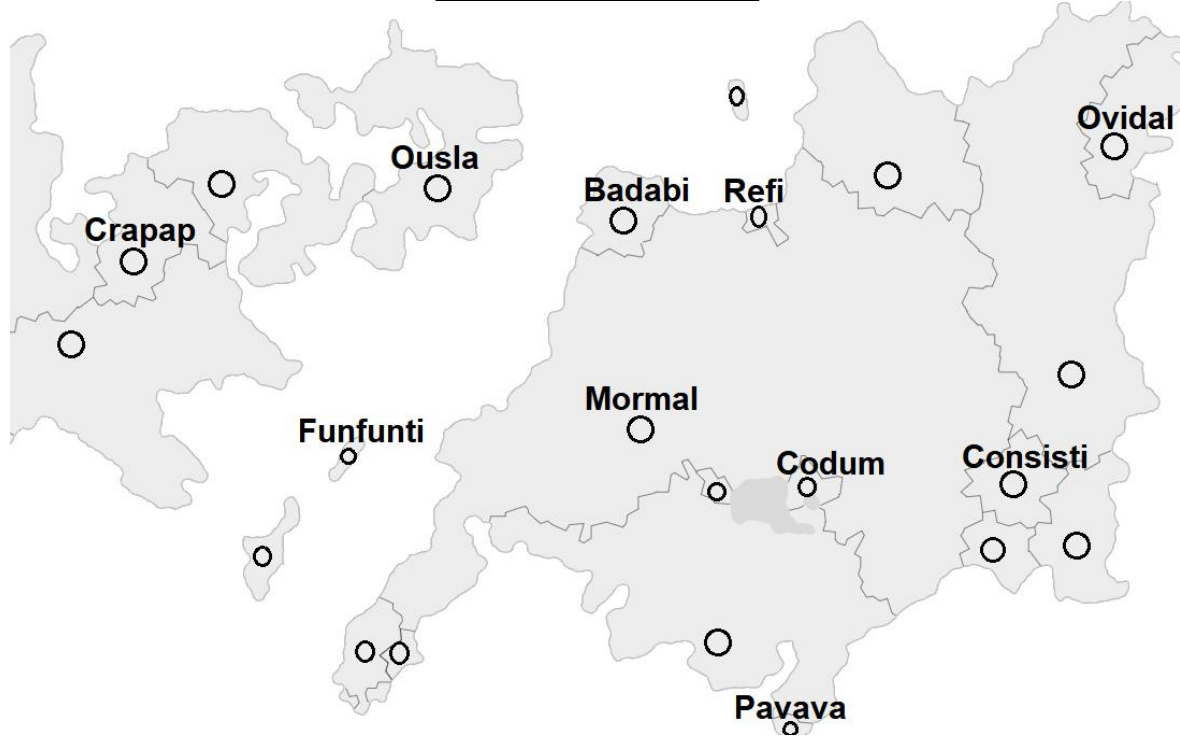 Ovidal
Ousla
Badabi
Refi
Crapap
Mormal
Funfunti
Codum
Consisti
Pavava